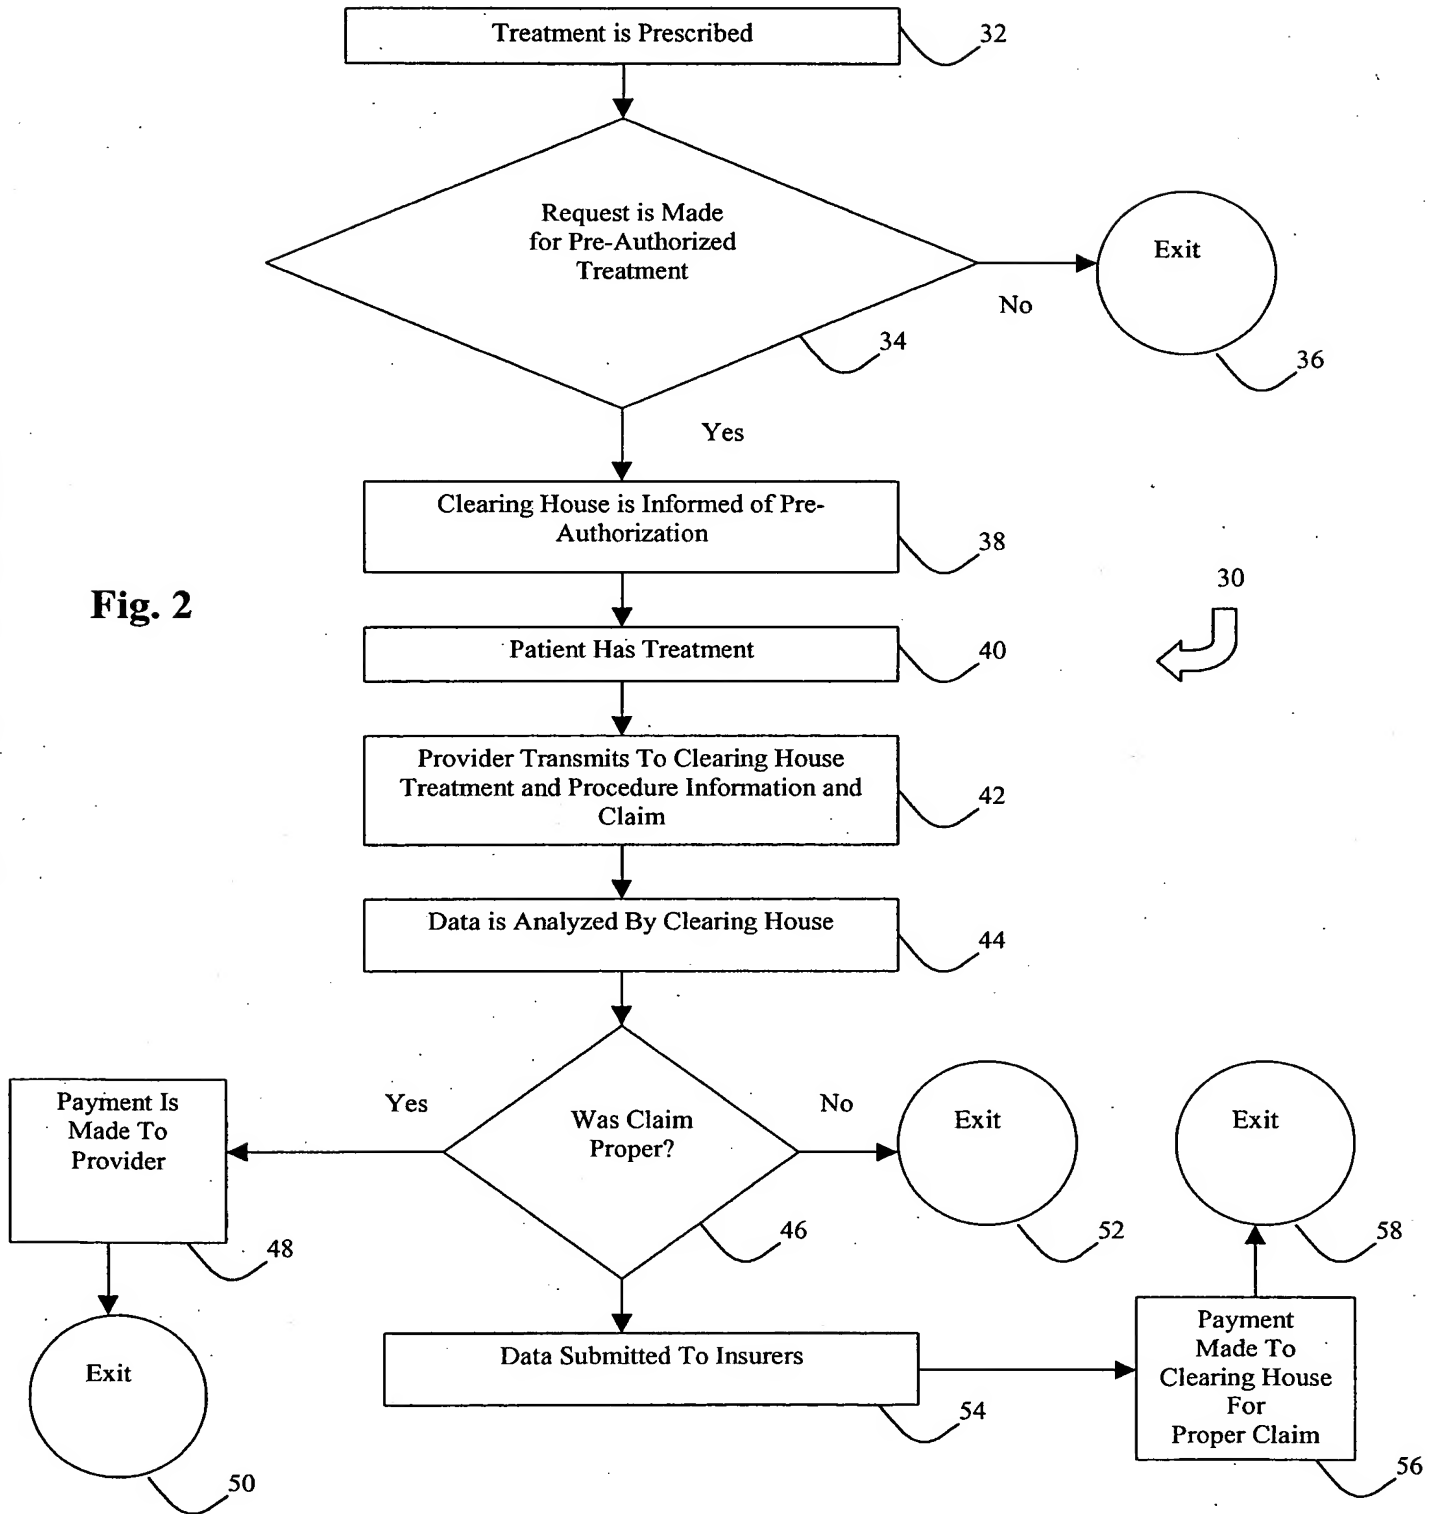 Treatment is Prescribed
32
Request is Made
for Pre-Authorized
Treatment
Exit
No
34
36
Yes
Clearing House is Informed of Pre-
Authorization
38
Fig. 2
30
Patient Has Treatment
40
Provider Transmits To Clearing House
Treatment and Procedure Information and
Claim
42
Data is Analyzed By Clearing House
44
Payment Is
Made To
Provider
Yes
Was Claim
Proper?
No
Exit
Exit
48
46
52
58
Exit
Data Submitted To Insurers
Payment
Made To
Clearing House
For
Proper Claim
54
56
50